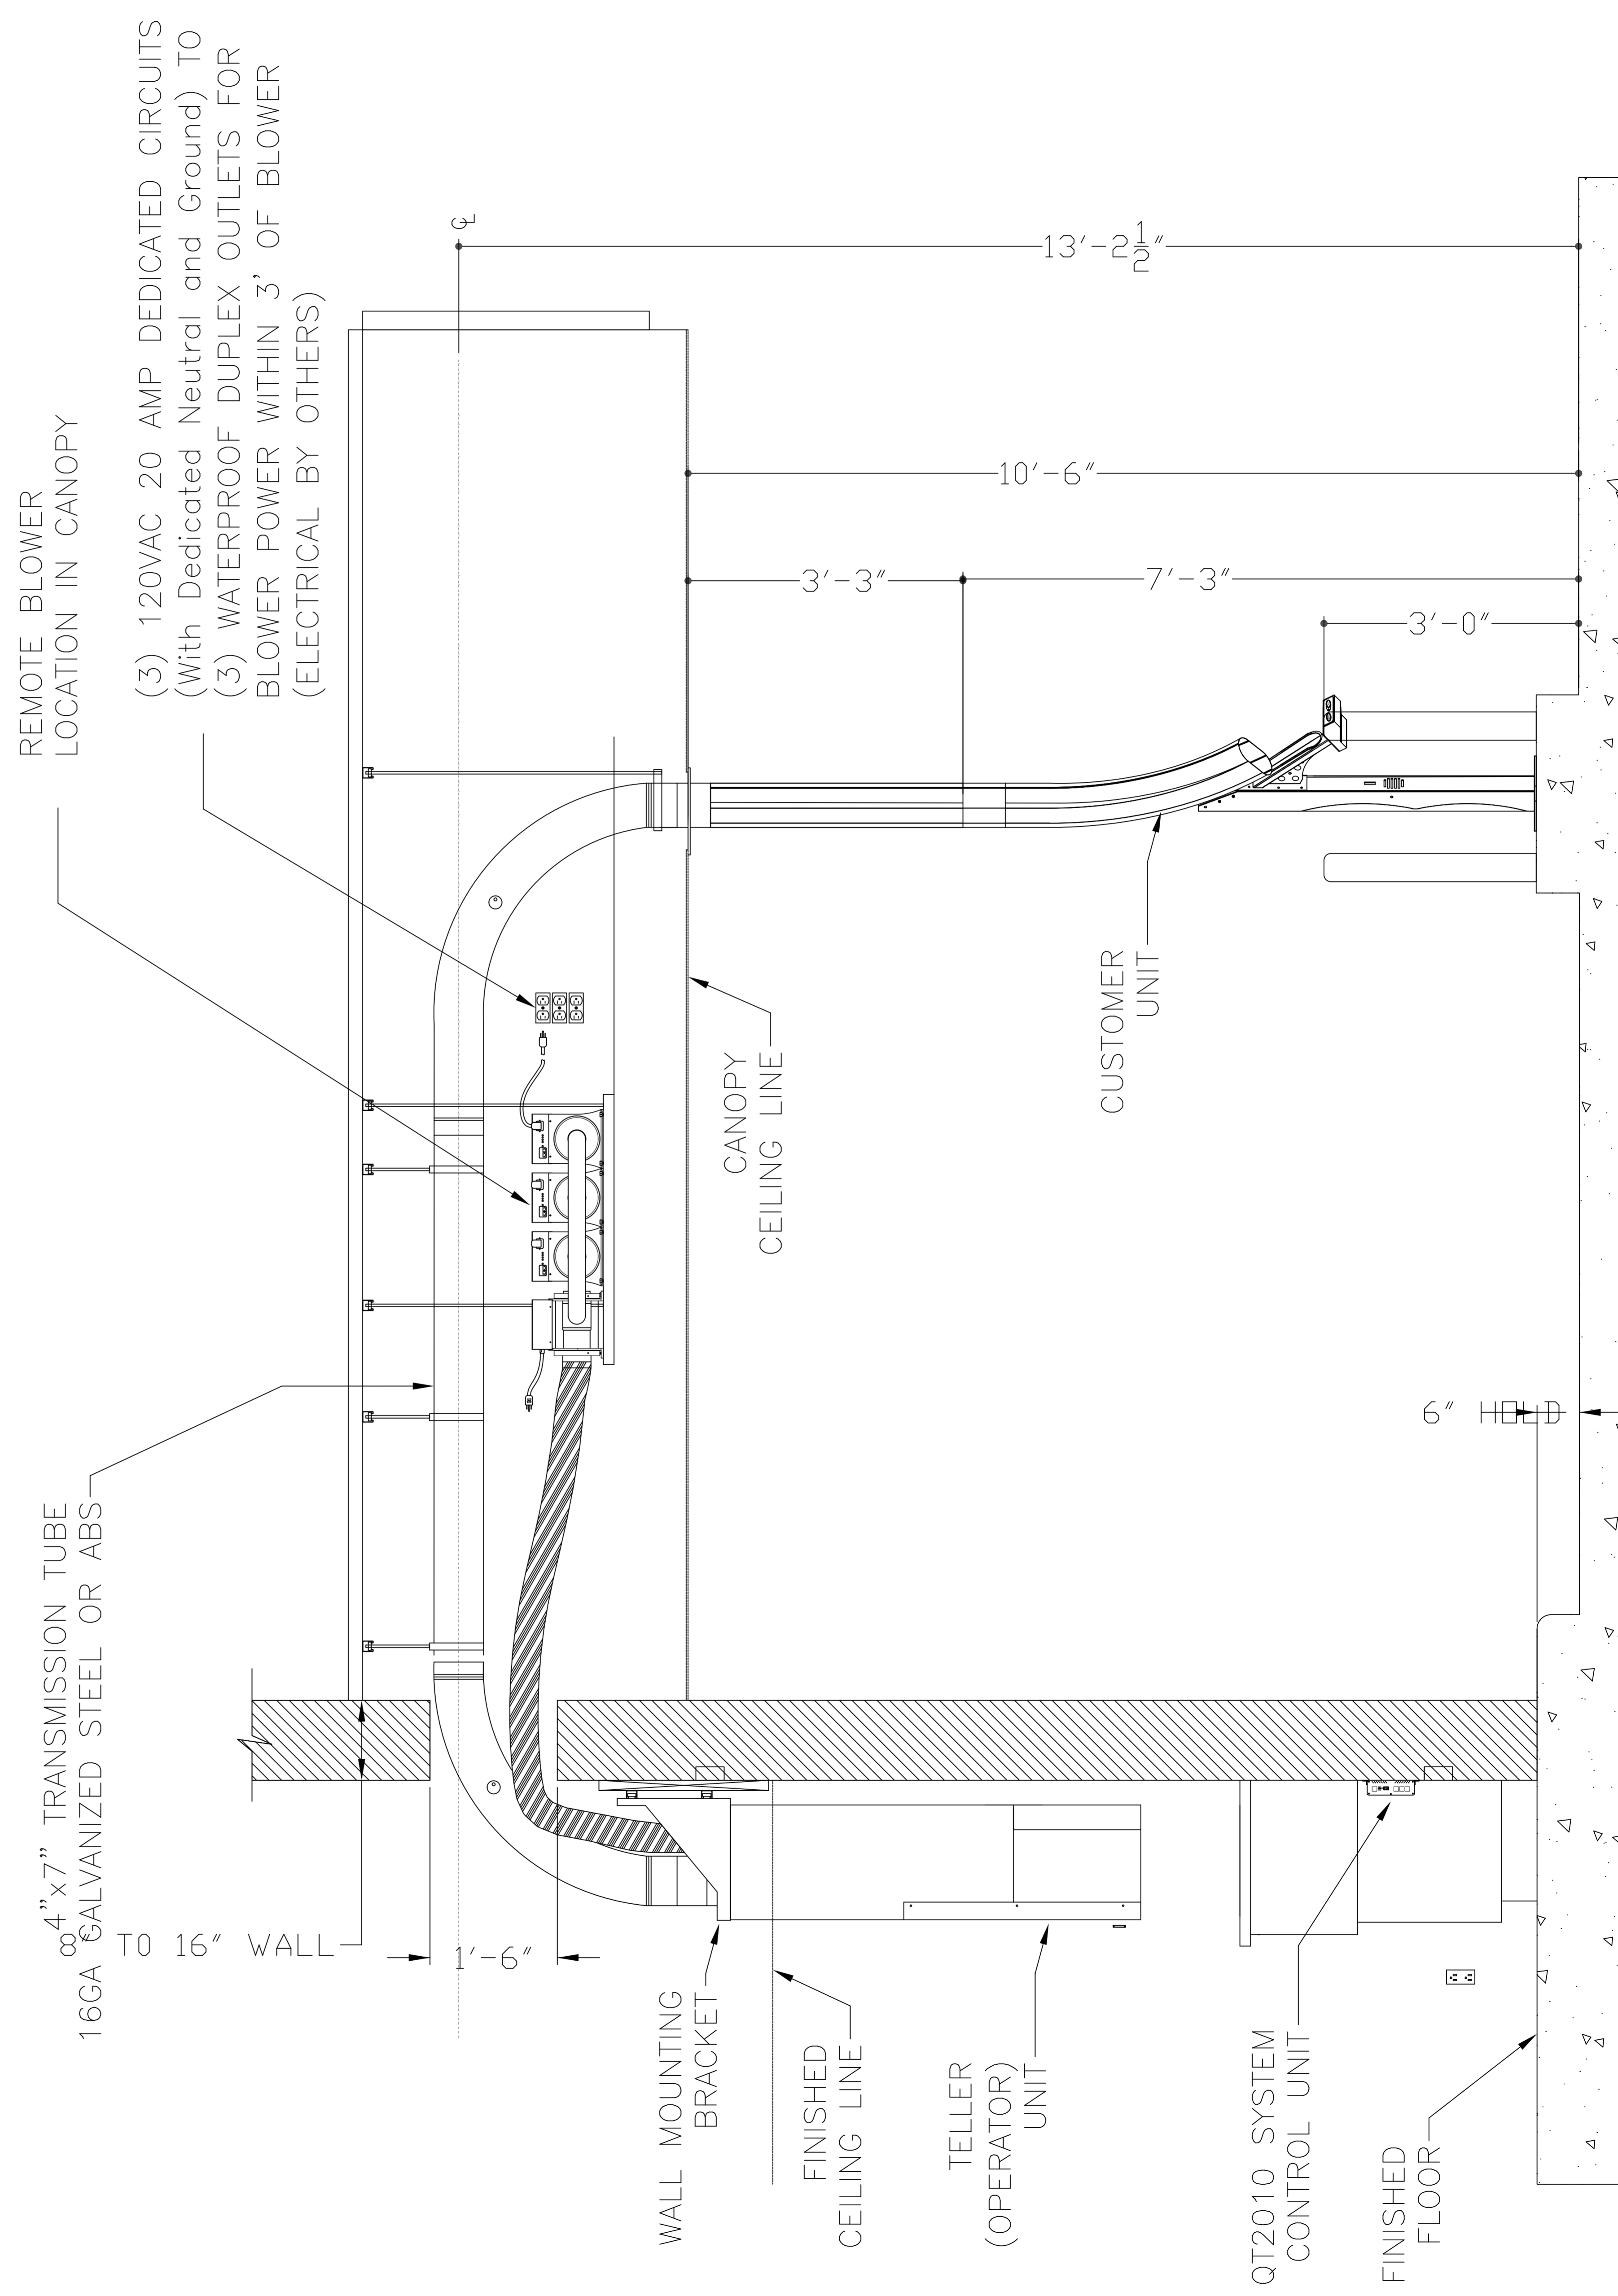 REMOTE BLOWER
LOCATION IN CANOPY
(3) 120VAC 20 AMP DEDICATED CIRCUITS
(With Dedicated Neutral and Ground) TO
(3) WATERPROOF DUPLEX OUTLETS FOR
BLOWER POWER WITHIN 3' OF BLOWER
(ELECTRICAL BY OTHERS)
4"x7" TRANSMISSION TUBE
16GA GALVANIZED STEEL OR ABS
8" TO 16" WALL
1'-6"
℄
13'-2 1/2"
10'-6"
3'-3"
7'-3"
3'-0"
CANOPY
CEILING LINE
CUSTOMER
UNIT
6" HOLD
WALL MOUNTING
BRACKET
FINISHED
CEILING LINE
TELLER
(OPERATOR)
UNIT
QT2010 SYSTEM
CONTROL UNIT
FINISHED
FLOOR